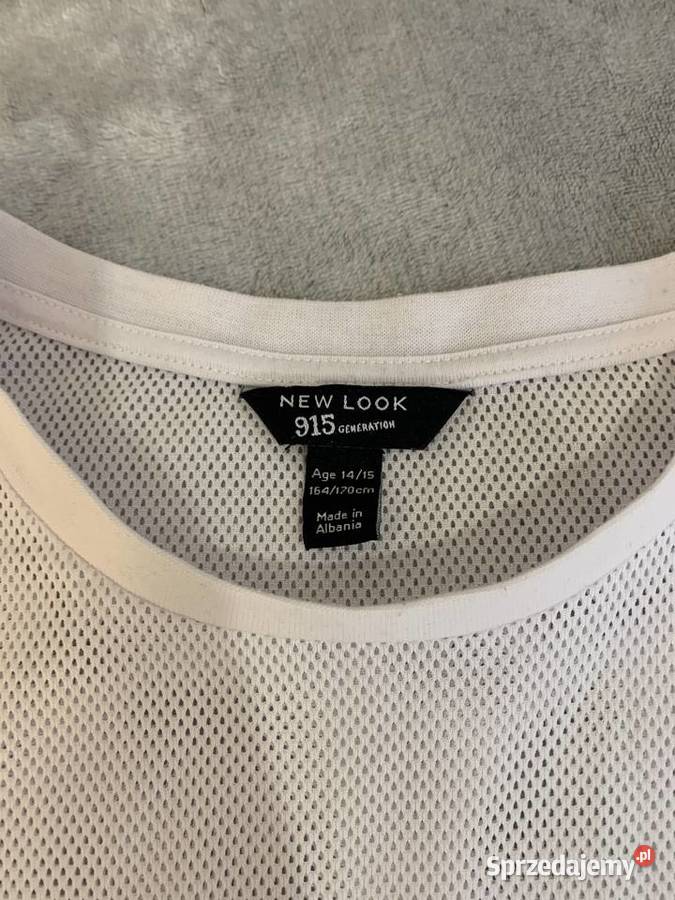 NEW LOOK
915 GENERATION
Age 14/15
164/170cm
Made in
Albania
Sprzedajemy.pl